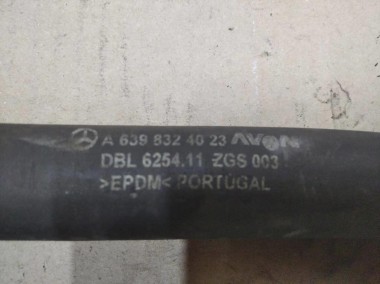 A 639 832 40 23 AVON
DBL 6254.11 ZGS 003
>EPDM< PORTUGAL